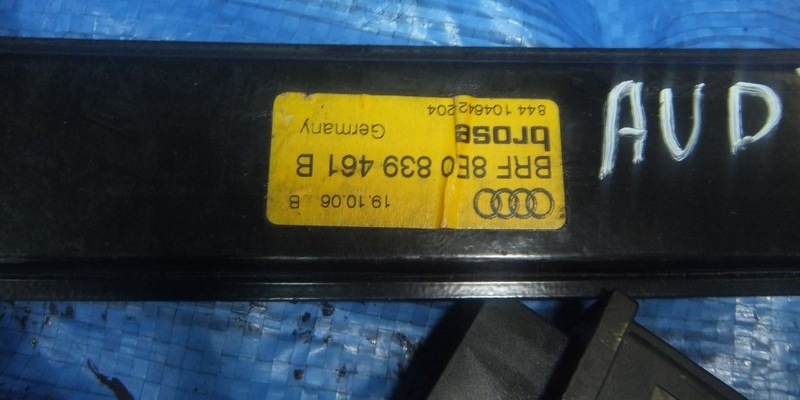 19.10.06 B
BRF 8E0 839 461 B
brose
Germany
844 104642 204
AUD